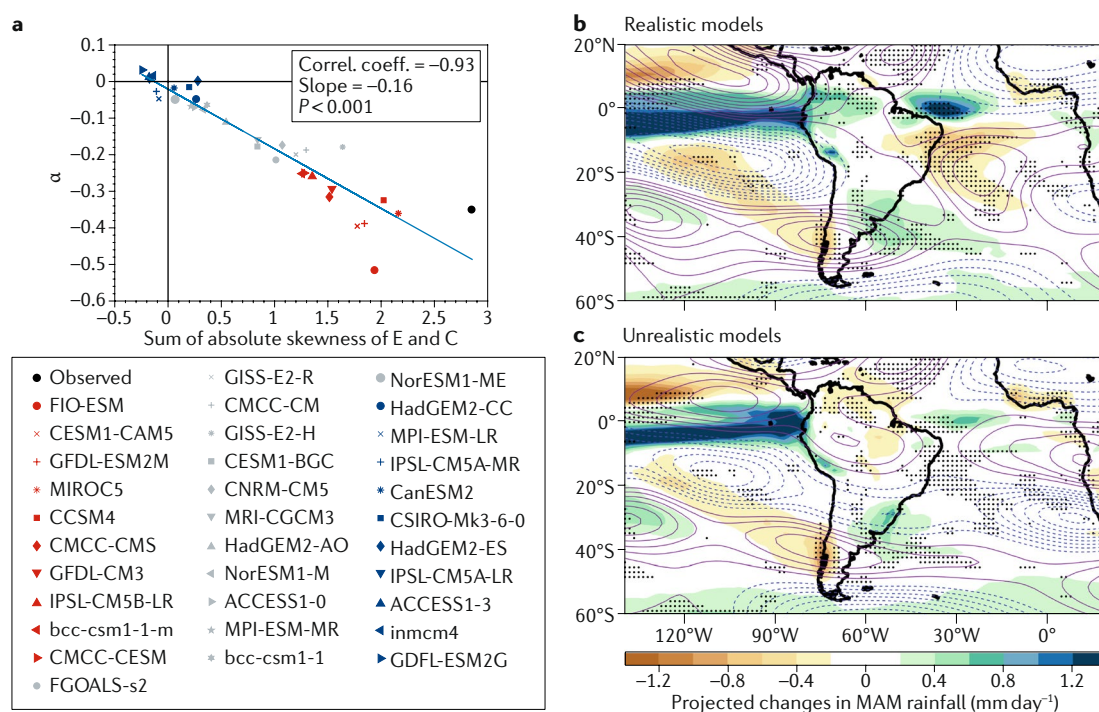 a
0.1
0
−0.1
−0.2
−0.3
−0.4
−0.5
−0.6
α
Correl. coeff. = −0.93
Slope = −0.16
P < 0.001
−0.5
0
0.5
1
1.5
2
2.5
3
Sum of absolute skewness of E and C
Observed
FIO-ESM
CESM1-CAM5
GFDL-ESM2M
MIROC5
CCSM4
CMCC-CMS
GFDL-CM3
IPSL-CM5B-LR
bcc-csm1-1-m
CMCC-CESM
FGOALS-s2
GISS-E2-R
CMCC-CM
GISS-E2-H
CESM1-BGC
CNRM-CM5
MRI-CGCM3
HadGEM2-AO
NorESM1-M
ACCESS1-0
MPI-ESM-MR
bcc-csm1-1
NorESM1-ME
HadGEM2-CC
MPI-ESM-LR
IPSL-CM5A-MR
CanESM2
CSIRO-Mk3-6-0
HadGEM2-ES
IPSL-CM5A-LR
ACCESS1-3
inmcm4
GDFL-ESM2G
b Realistic models
20°N
0°
20°S
40°S
60°S
c Unrealistic models
20°N
0°
20°S
40°S
60°S
120°W
90°W
60°W
30°W
0°
−1.2
−0.8
−0.4
0
0.4
0.8
1.2
Projected changes in MAM rainfall (mm day⁻¹)